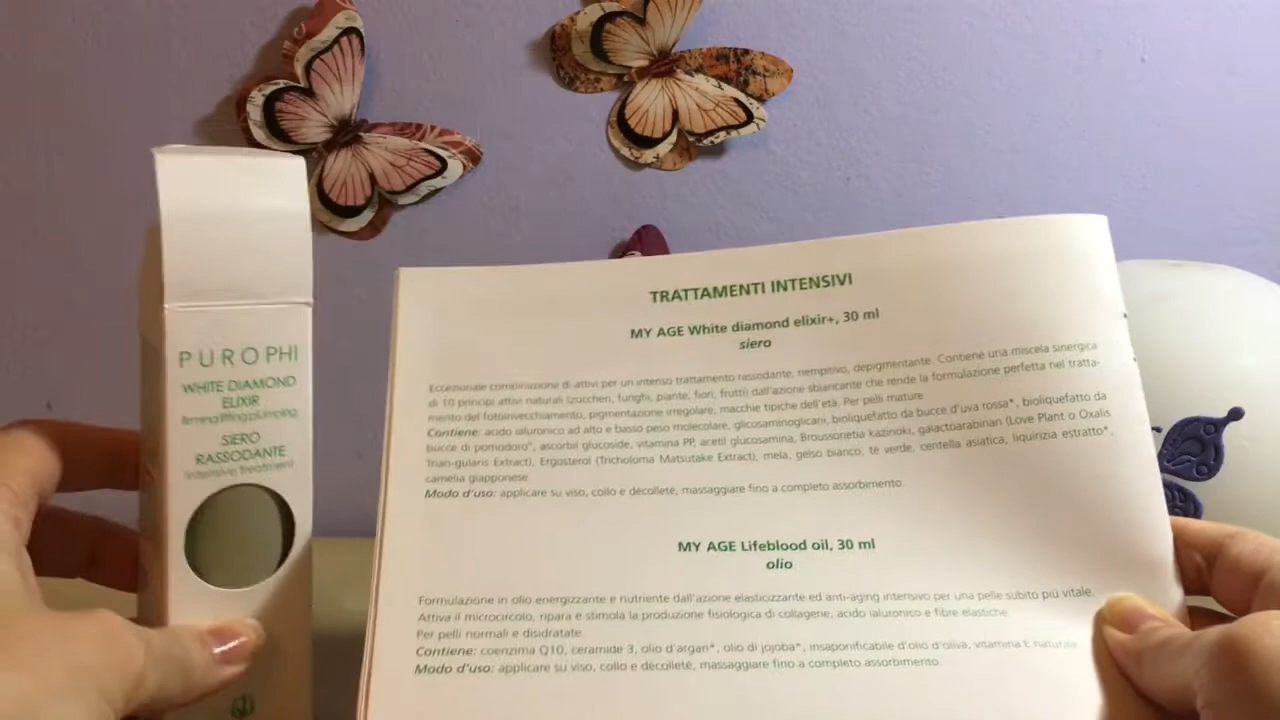 PUROPHI
WHITE DIAMOND
ELIXIR
firming lifting plumping
SIERO
RASSODANTE
intensive treatment
TRATTAMENTI INTENSIVI
MY AGE White diamond elixir+, 30 ml
siero
Eccezionale combinazione di attivi per un intenso trattamento rassodante, riempitivo, depigmentante. Contiene una miscela sinergica
di 10 principi attivi naturali (zuccheri, funghi, piante, fiori, frutti) dall'azione sbiancante che rende la formulazione perfetta nel tratta-
mento del fotoinvecchiamento, pigmentazione irregolare, macchie tipiche dell'età. Per pelli mature.
Contiene: acido ialuronico ad alto e basso peso molecolare, glicosaminoglicani, bioliquefatto da bucce d'uva rossa*, bioliquefatto da
bucce di pomodoro*, ascorbil glucoside, vitamina PP, acetil glucosamina, Broussonetia kazinoki, galactoarabinan (Love Plant o Oxalis
Trian-gularis Extract), Ergosterol (Tricholoma Matsutake Extract), mela, gelso bianco, tè verde, centella asiatica, liquirizia estratto*,
camelia giapponese.
Modo d'uso: applicare su viso, collo e décolleté, massaggiare fino a completo assorbimento.
MY AGE Lifeblood oil, 30 ml
olio
Formulazione in olio energizzante e nutriente dall'azione elasticizzante ed anti-aging intensivo per una pelle subito più vitale.
Attiva il microcircolo, ripara e stimola la produzione fisiologica di collagene, acido ialuronico e fibre elastiche.
Per pelli normali e disidratate.
Contiene: coenzima Q10, ceramide 3, olio d'argan*, olio di jojoba*, insaponificabile d'olio d'oliva, vitamina E naturale
Modo d'uso: applicare su viso, collo e décolleté, massaggiare fino a completo assorbimento.